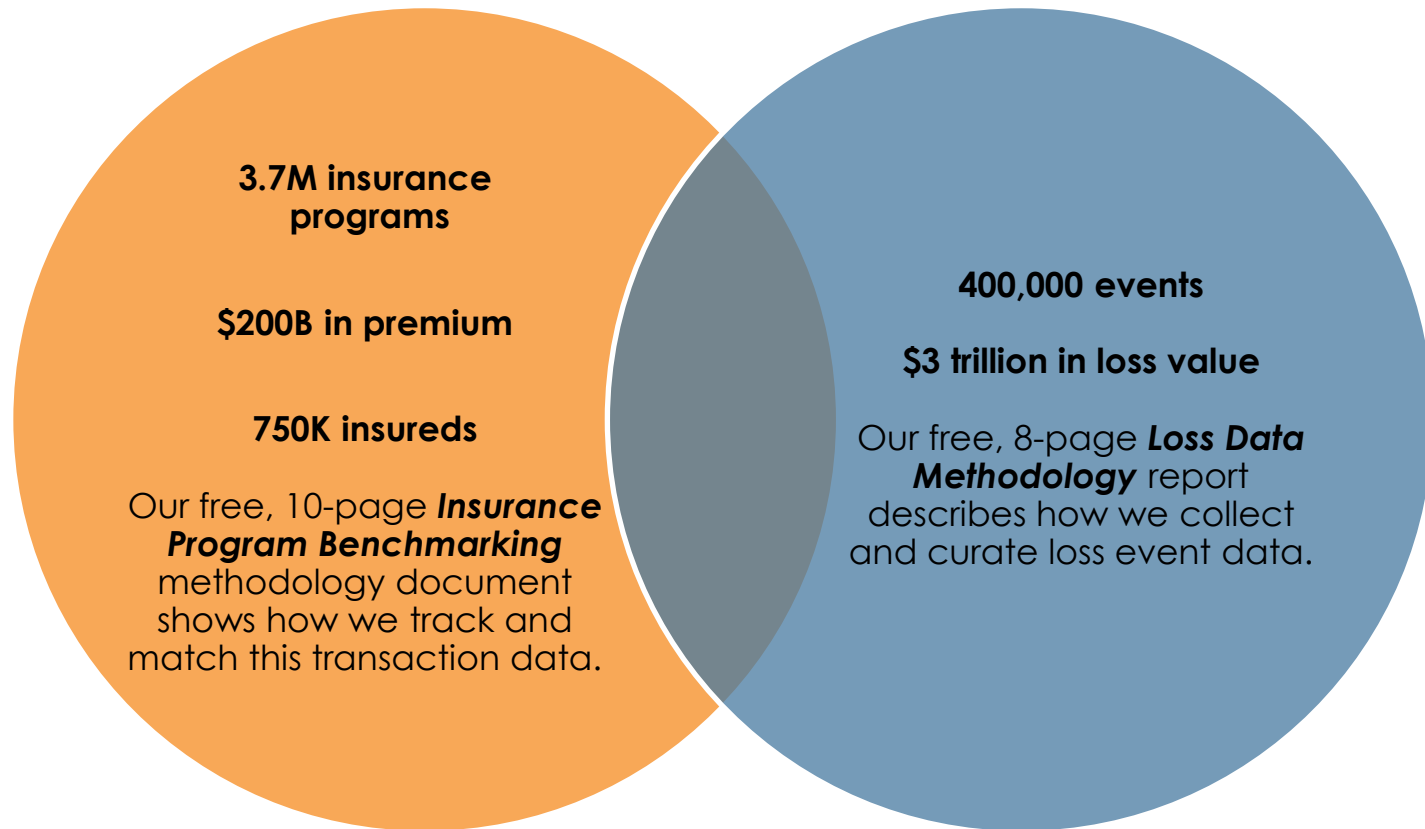 3.7M insurance
programs
$200B in premium
750K insureds
Our free, 10-page Insurance
Program Benchmarking
methodology document
shows how we track and
match this transaction data.
400,000 events
$3 trillion in loss value
Our free, 8-page Loss Data
Methodology report
describes how we collect
and curate loss event data.